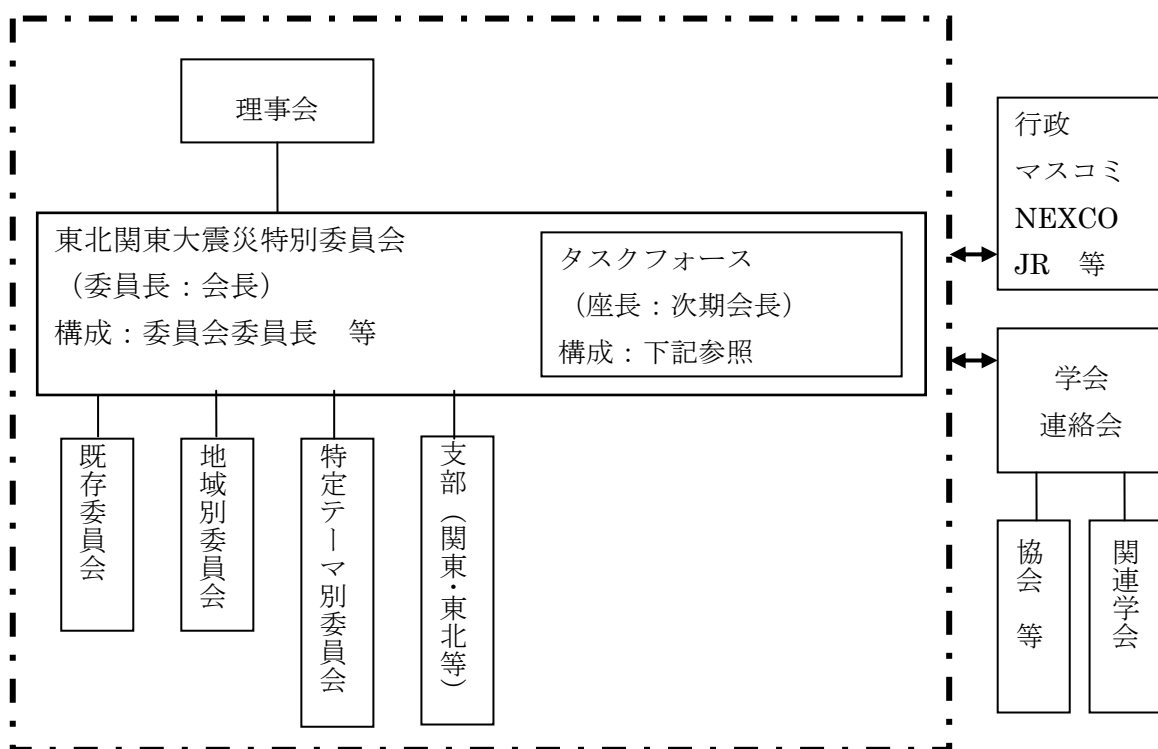 理事会
東北関東大震災特別委員会
（委員長：会長）
構成：委員会委員長　等
タスクフォース
（座長：次期会長）
構成：下記参照
既存委員会
地域別委員会
特定テーマ別委員会
支部（関東・東北等）
行政
マスコミ
NEXCO
JR　等
学会
連絡会
協会　等
関連学会